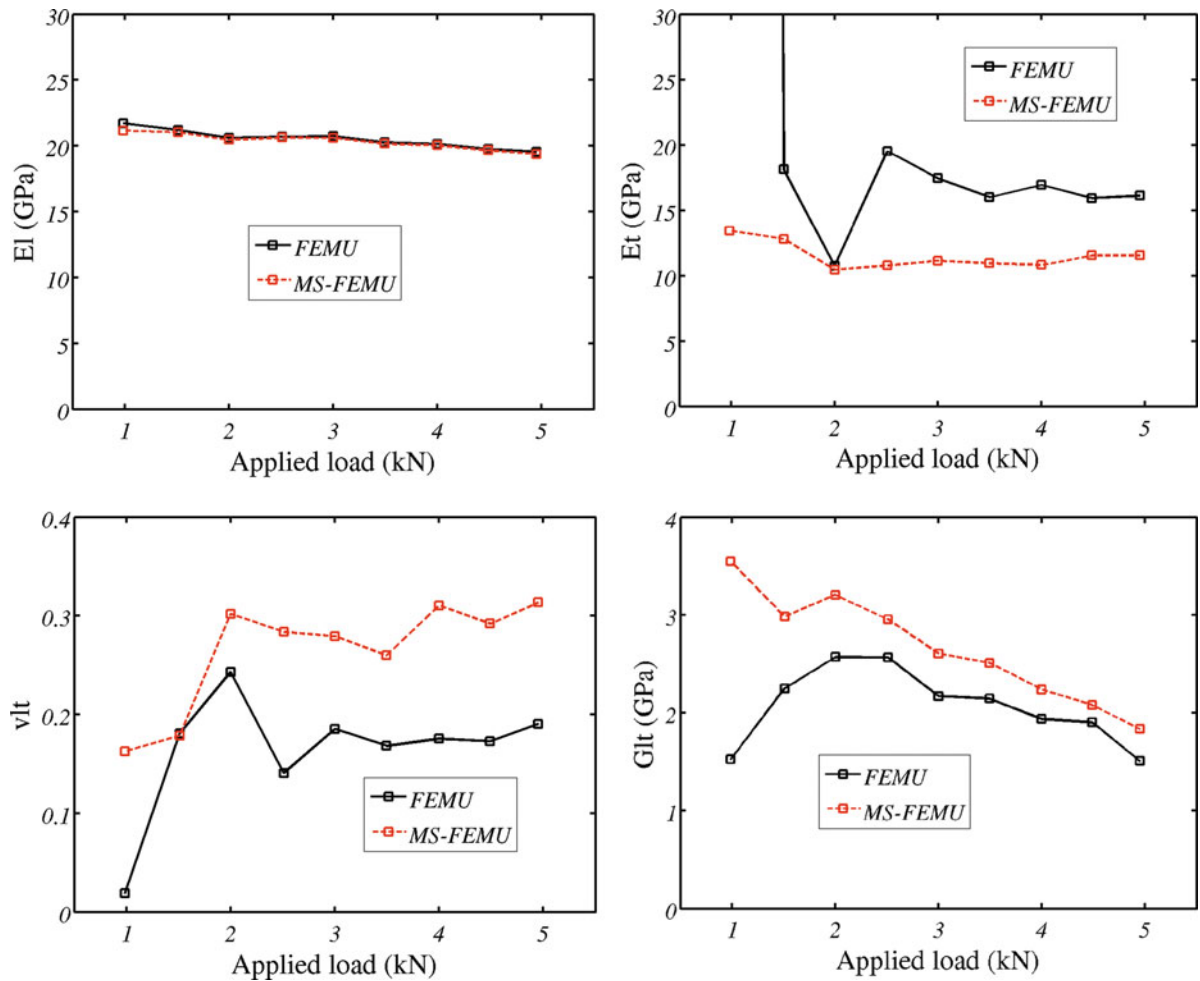 30
25
20
15
10
5
0
El (GPa)
FEMU
MS-FEMU
1 2 3 4 5
Applied load (kN)
30
25
20
15
10
5
0
Et (GPa)
FEMU
MS-FEMU
1 2 3 4 5
Applied load (kN)
0.4
0.3
0.2
0.1
0
vlt
FEMU
MS-FEMU
1 2 3 4 5
Applied load (kN)
4
3
2
1
0
Glt (GPa)
FEMU
MS-FEMU
1 2 3 4 5
Applied load (kN)